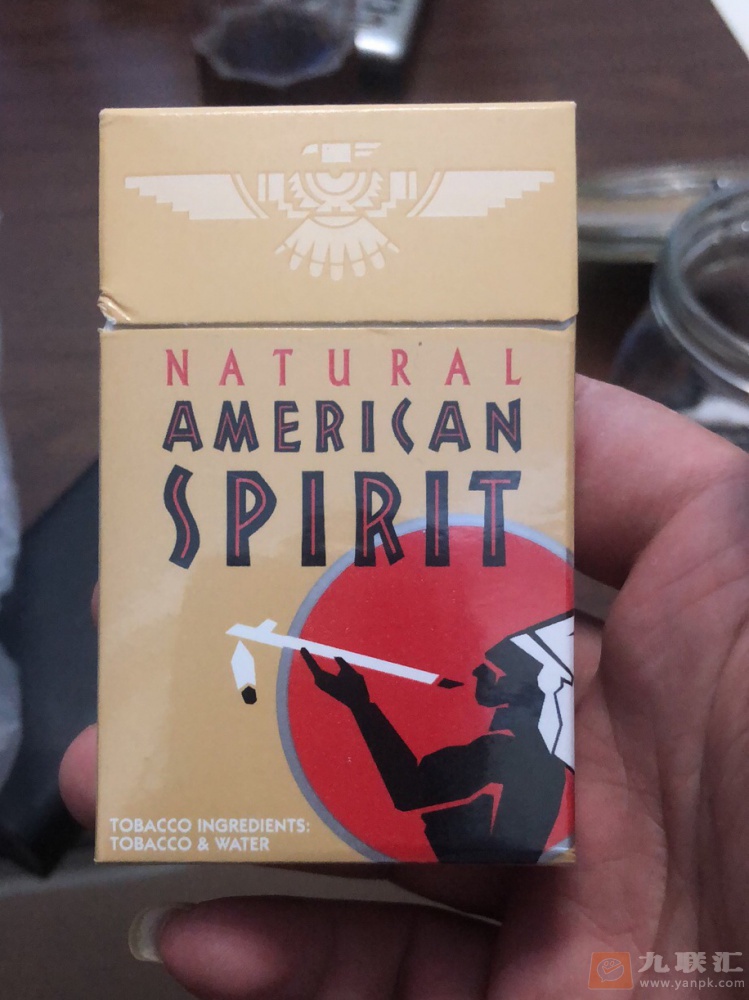 NATURAL
AMERICAN
SPIRIT
TOBACCO INGREDIENTS:
TOBACCO & WATER
九联汇
www.yanpk.com